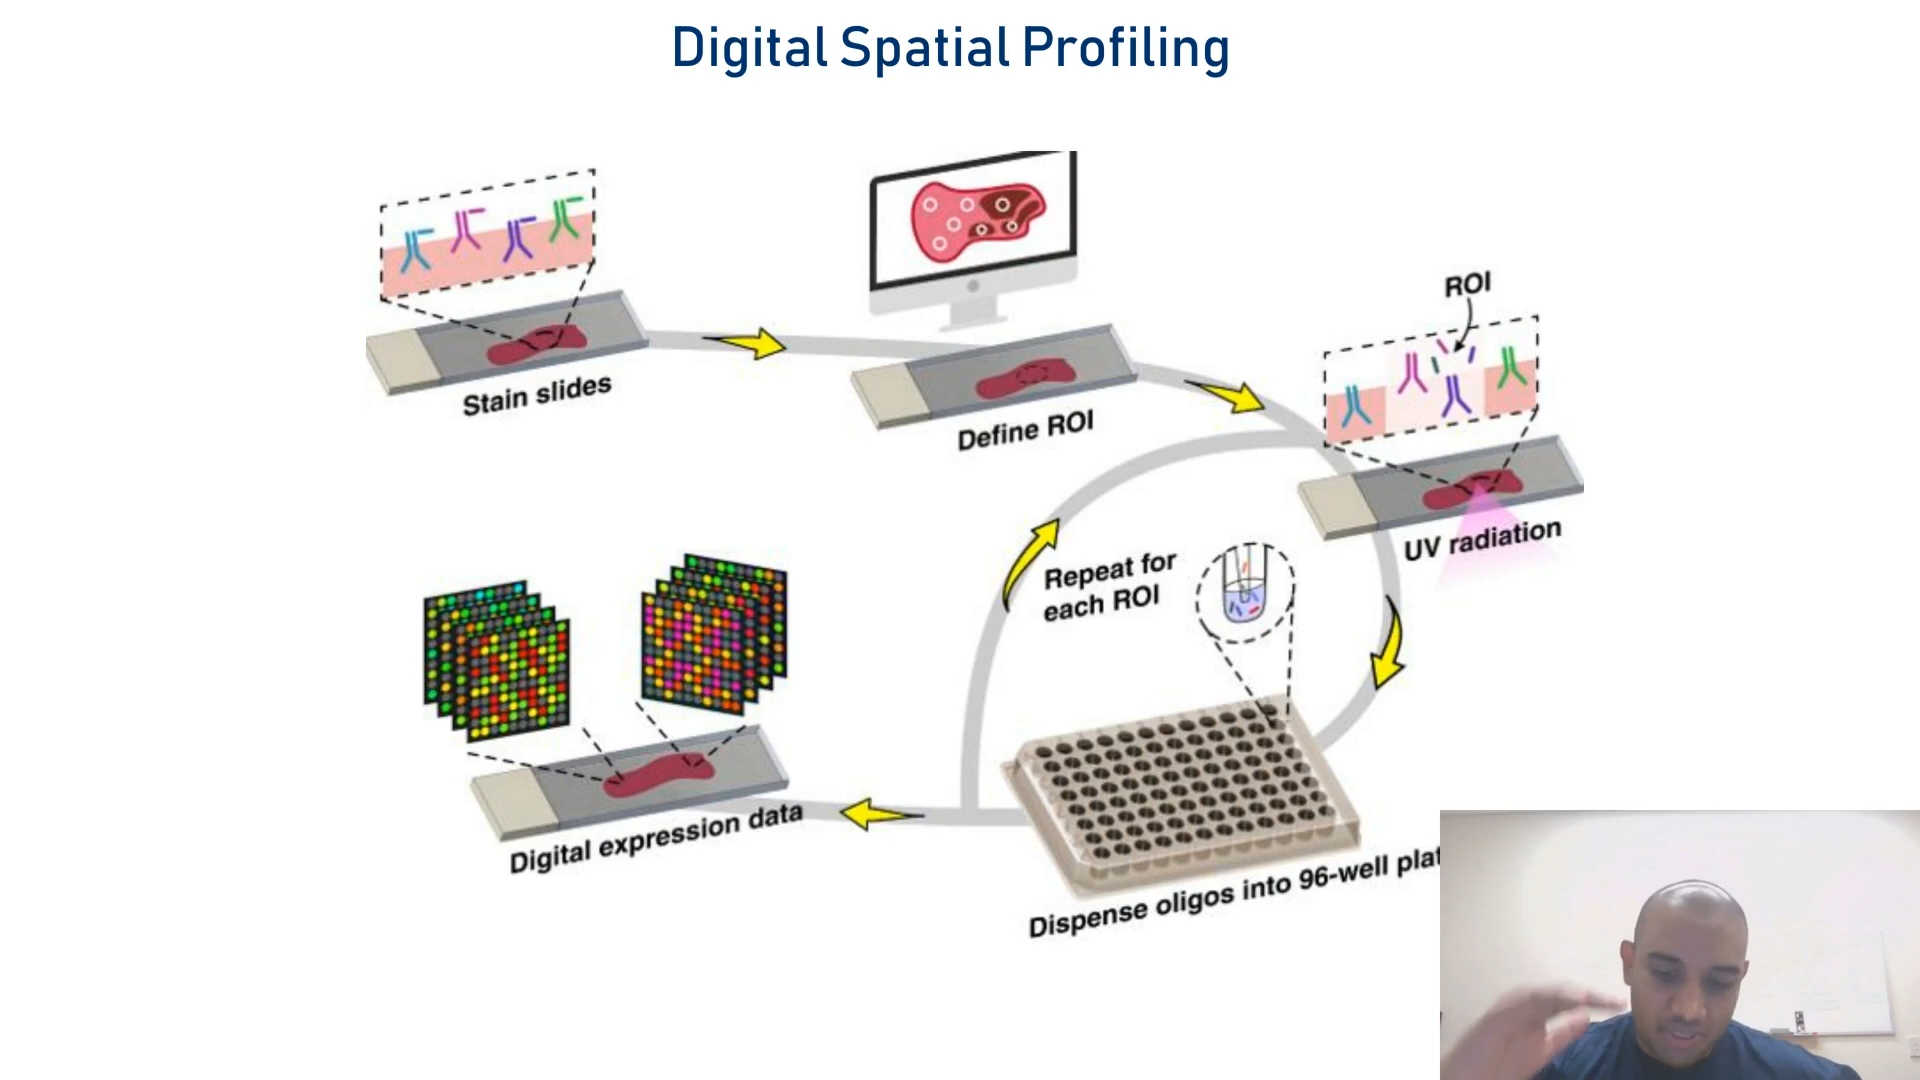 Digital Spatial Profiling
ROI
Stain slides
Define ROI
UV radiation
Repeat for
each ROI
Digital expression data
Dispense oligos into 96-well plat